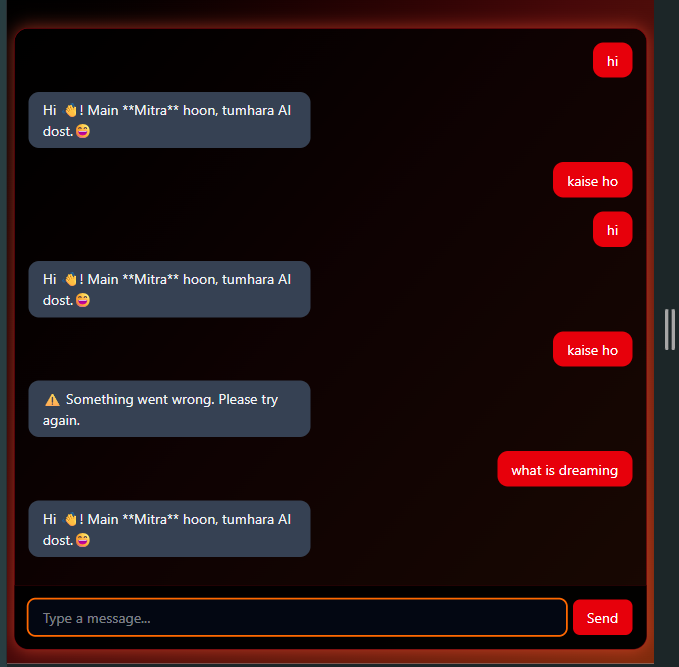 hi
Hi 👋! Main **Mitra** hoon, tumhara AI
dost.😄
kaise ho
hi
Hi 👋! Main **Mitra** hoon, tumhara AI
dost.😄
kaise ho
⚠️ Something went wrong. Please try
again.
what is dreaming
Hi 👋! Main **Mitra** hoon, tumhara AI
dost.😄
Type a message...
Send